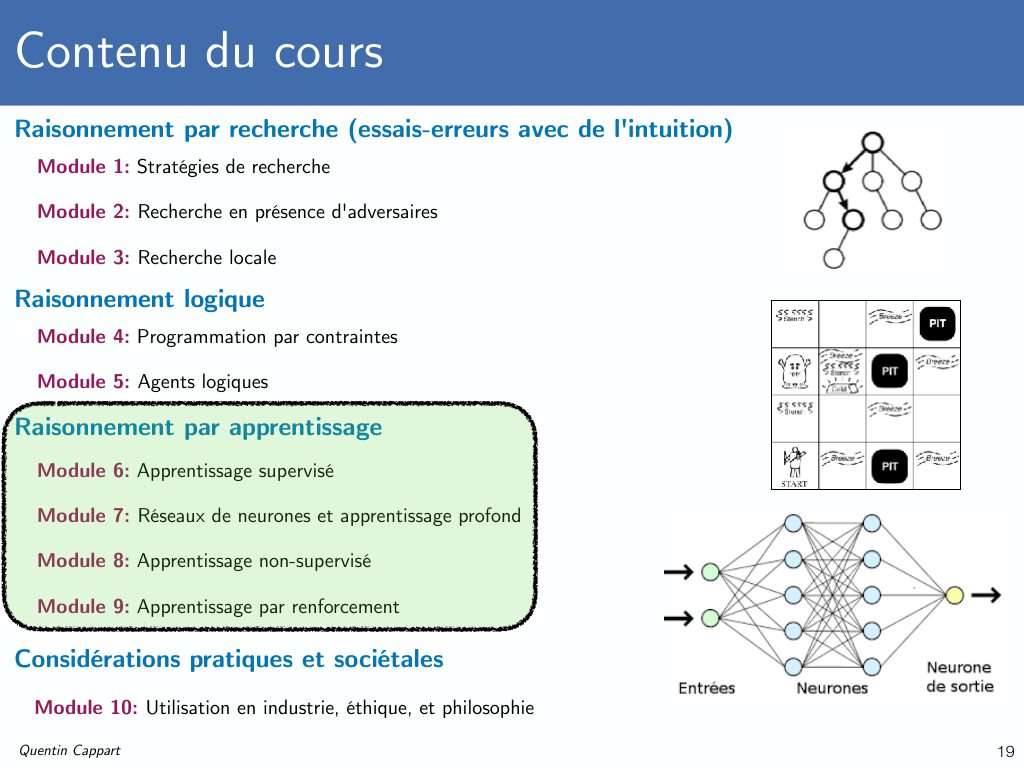 Contenu du cours
Raisonnement par recherche (essais-erreurs avec de l'intuition)
Module 1: Stratégies de recherche
Module 2: Recherche en présence d'adversaires
Module 3: Recherche locale
Raisonnement logique
Module 4: Programmation par contraintes
Module 5: Agents logiques
Raisonnement par apprentissage
Module 6: Apprentissage supervisé
Module 7: Réseaux de neurones et apprentissage profond
Module 8: Apprentissage non-supervisé
Module 9: Apprentissage par renforcement
Considérations pratiques et sociétales
Module 10: Utilisation en industrie, éthique, et philosophie
Stench
Breeze
PIT
Breeze
Stench
Gold
PIT
Breeze
Stench
Breeze
START
Breeze
PIT
Breeze
Entrées
Neurones
Neurone
de sortie
Quentin Cappart
19